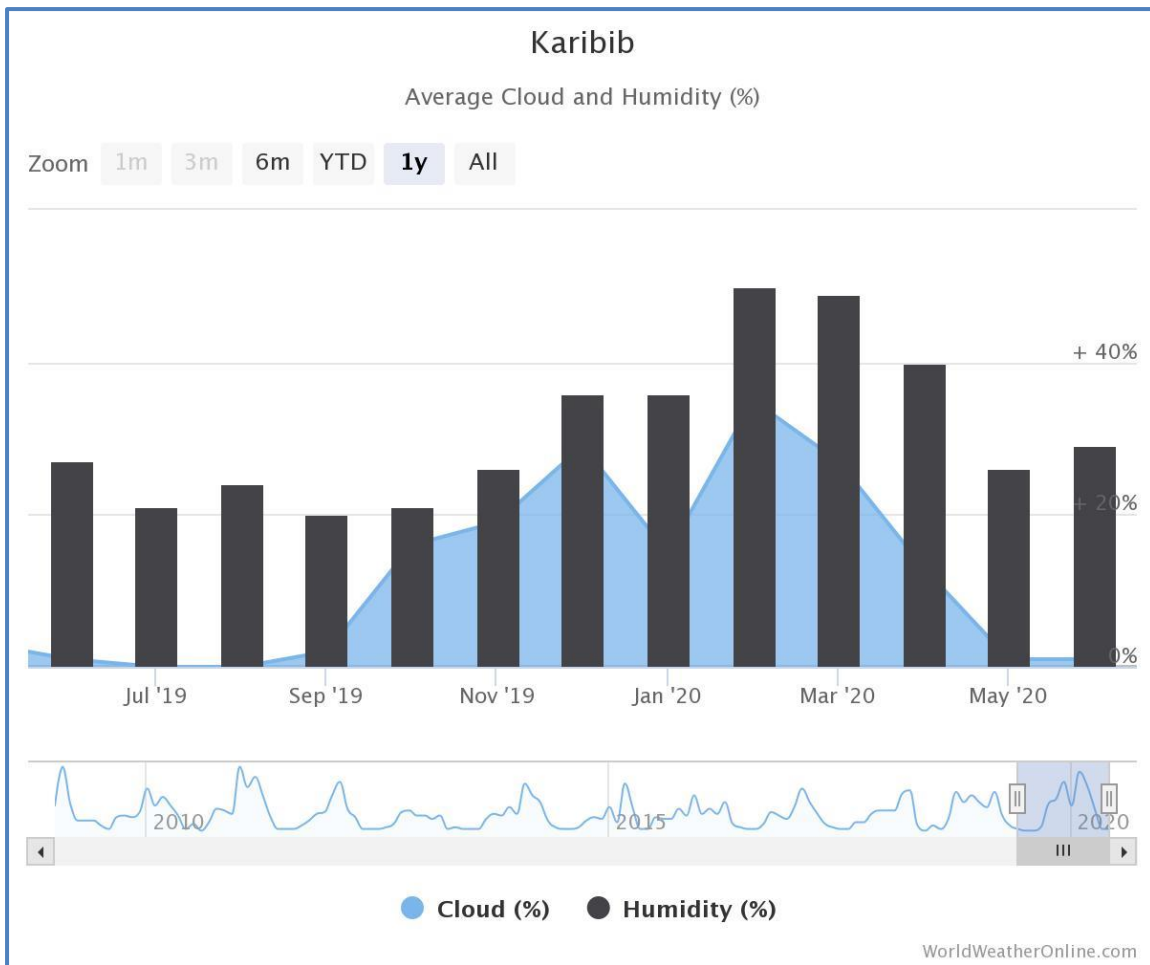 Karibib
Average Cloud and Humidity (%)
Zoom 1m 3m 6m YTD 1y All
+ 40%
+ 20%
0%
Jul '19 Sep '19 Nov '19 Jan '20 Mar '20 May '20
2010 2015 2020
Cloud (%) Humidity (%)
WorldWeatherOnline.com